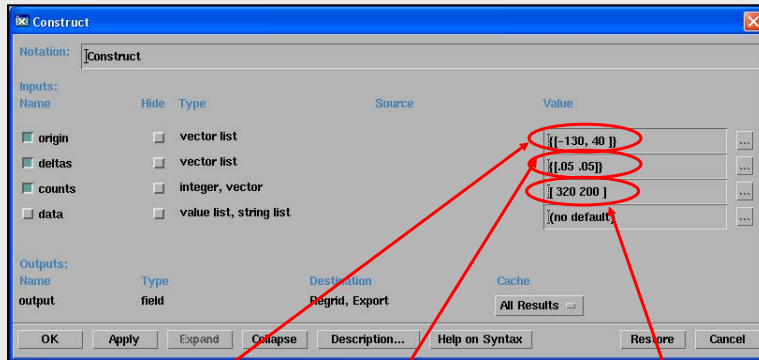 Construct
Notation: Construct
Inputs:
Name Hide Type Source Value
origin vector list {[-130, 40 ]} ...
deltas vector list {[.05 .05]} ...
counts integer, vector [ 320 200 ] ...
data value list, string list (no default) ...
Outputs:
Name Type Destination Cache
output field Regrid, Export All Results
OK Apply Expand Collapse Description... Help on Syntax Restore Cancel